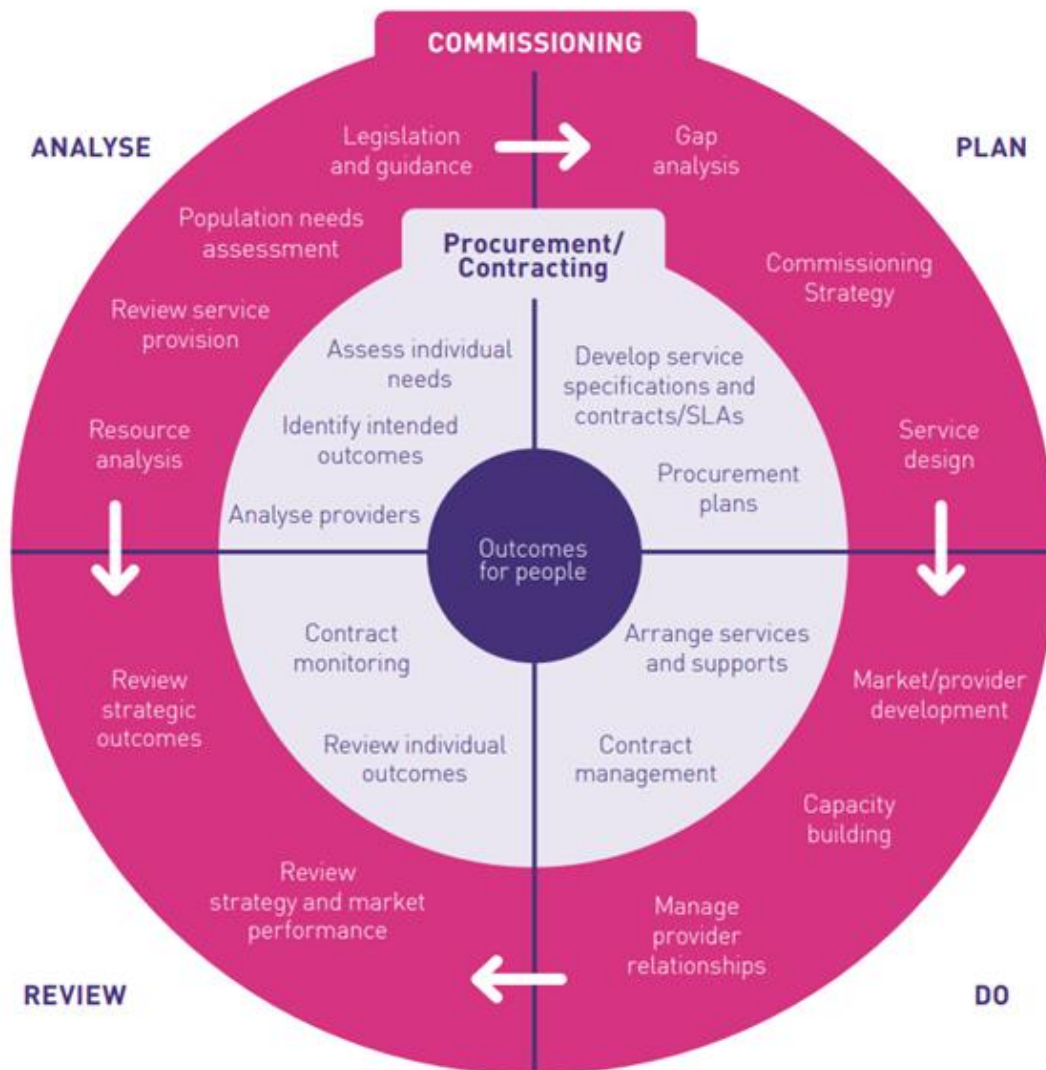 COMMISSIONING
ANALYSE
PLAN
Legislation
and guidance
Gap
analysis
Population needs
assessment
Commissioning
Strategy
Review service
provision
Resource
analysis
Service
design
Procurement/
Contracting
Assess individual
needs
Develop service
specifications and
contracts/SLAs
Identify intended
outcomes
Procurement
plans
Analyse providers
Outcomes
for people
Contract
monitoring
Arrange services
and supports
Review individual
outcomes
Contract
management
Review
strategic
outcomes
Market/provider
development
Capacity
building
Review
strategy and market
performance
Manage
provider
relationships
REVIEW
DO